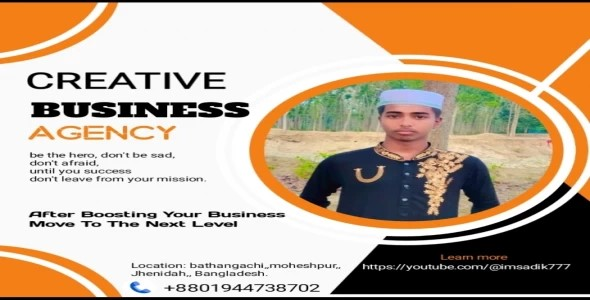 CREATIVE
BUSINESS
AGENCY
be the hero, don't be sad,
don't afraid,
until you success
don't leave from your mission.
After Boosting Your Business
Move To The Next Level
Location: bathangachi,,moheshpur,,
Jhenidah,, Bangladesh.
+8801944738702
Learn more
https://youtube.com/@imsadik777